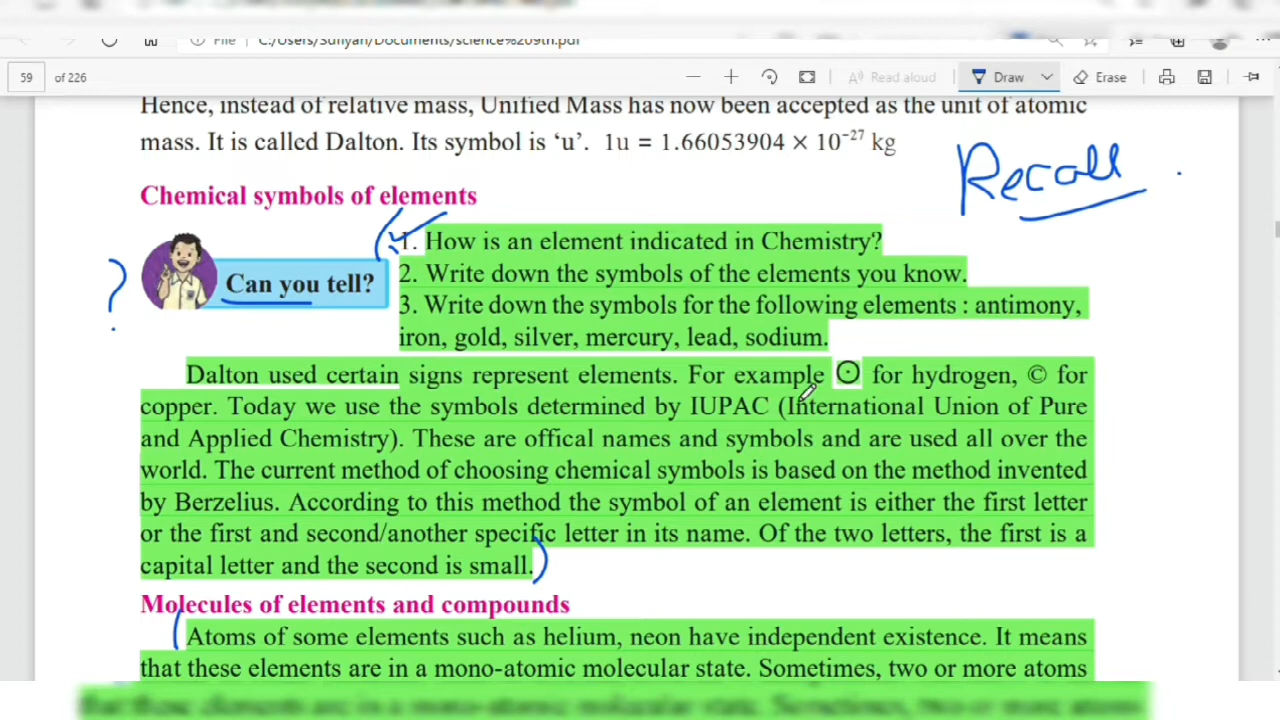 File C:/Users/Sufiyan/Documents/science%209th.pdf
59 of 226 Read aloud Draw Erase
Hence, instead of relative mass, Unified Mass has now been accepted as the unit of atomic
mass. It is called Dalton. Its symbol is ‘u’. 1u = 1.66053904 × 10⁻²⁷ kg
Recall
Chemical symbols of elements
?
Can you tell?
1. How is an element indicated in Chemistry?
2. Write down the symbols of the elements you know.
3. Write down the symbols for the following elements : antimony,
iron, gold, silver, mercury, lead, sodium.
Dalton used certain signs represent elements. For example ⊙ for hydrogen, © for
copper. Today we use the symbols determined by IUPAC (International Union of Pure
and Applied Chemistry). These are offical names and symbols and are used all over the
world. The current method of choosing chemical symbols is based on the method invented
by Berzelius. According to this method the symbol of an element is either the first letter
or the first and second/another specific letter in its name. Of the two letters, the first is a
capital letter and the second is small.
Molecules of elements and compounds
Atoms of some elements such as helium, neon have independent existence. It means
that these elements are in a mono-atomic molecular state. Sometimes, two or more atoms